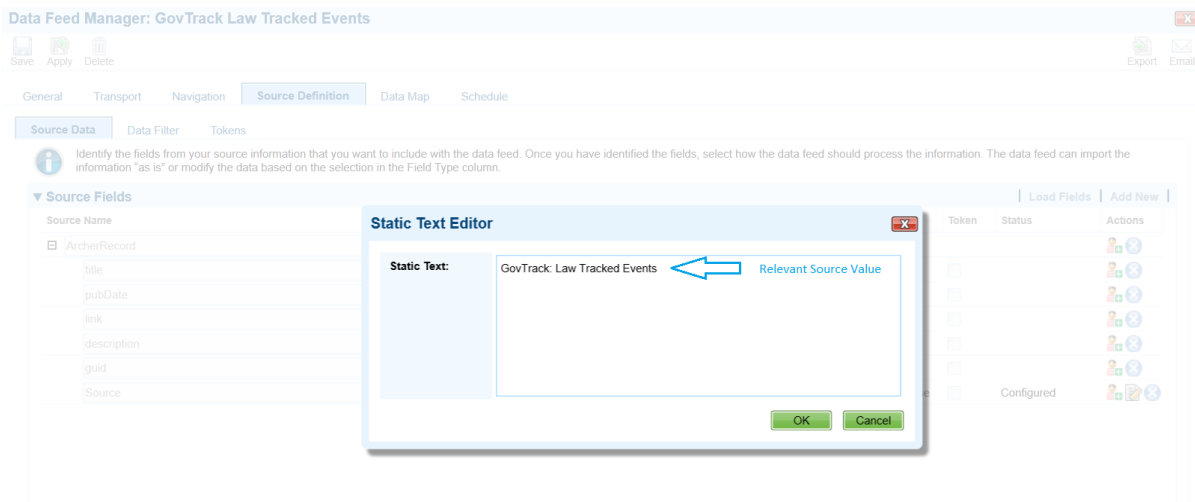 Data Feed Manager: GovTrack Law Tracked Events
Save Apply Delete Export Email
General Transport Navigation Source Definition Data Map Schedule
Source Data Data Filter Tokens
Identify the fields from your source information that you want to include with the data feed. Once you have identified the fields, select how the data feed should process the information. The data feed can import the
information "as is" or modify the data based on the selection in the Field Type column.
Source Fields Load Fields Add New
Source Name Token Status Actions
ArcherRecord
title
pubDate
link
description
guid
Source Configured
Static Text Editor
Static Text: GovTrack: Law Tracked Events Relevant Source Value
OK Cancel